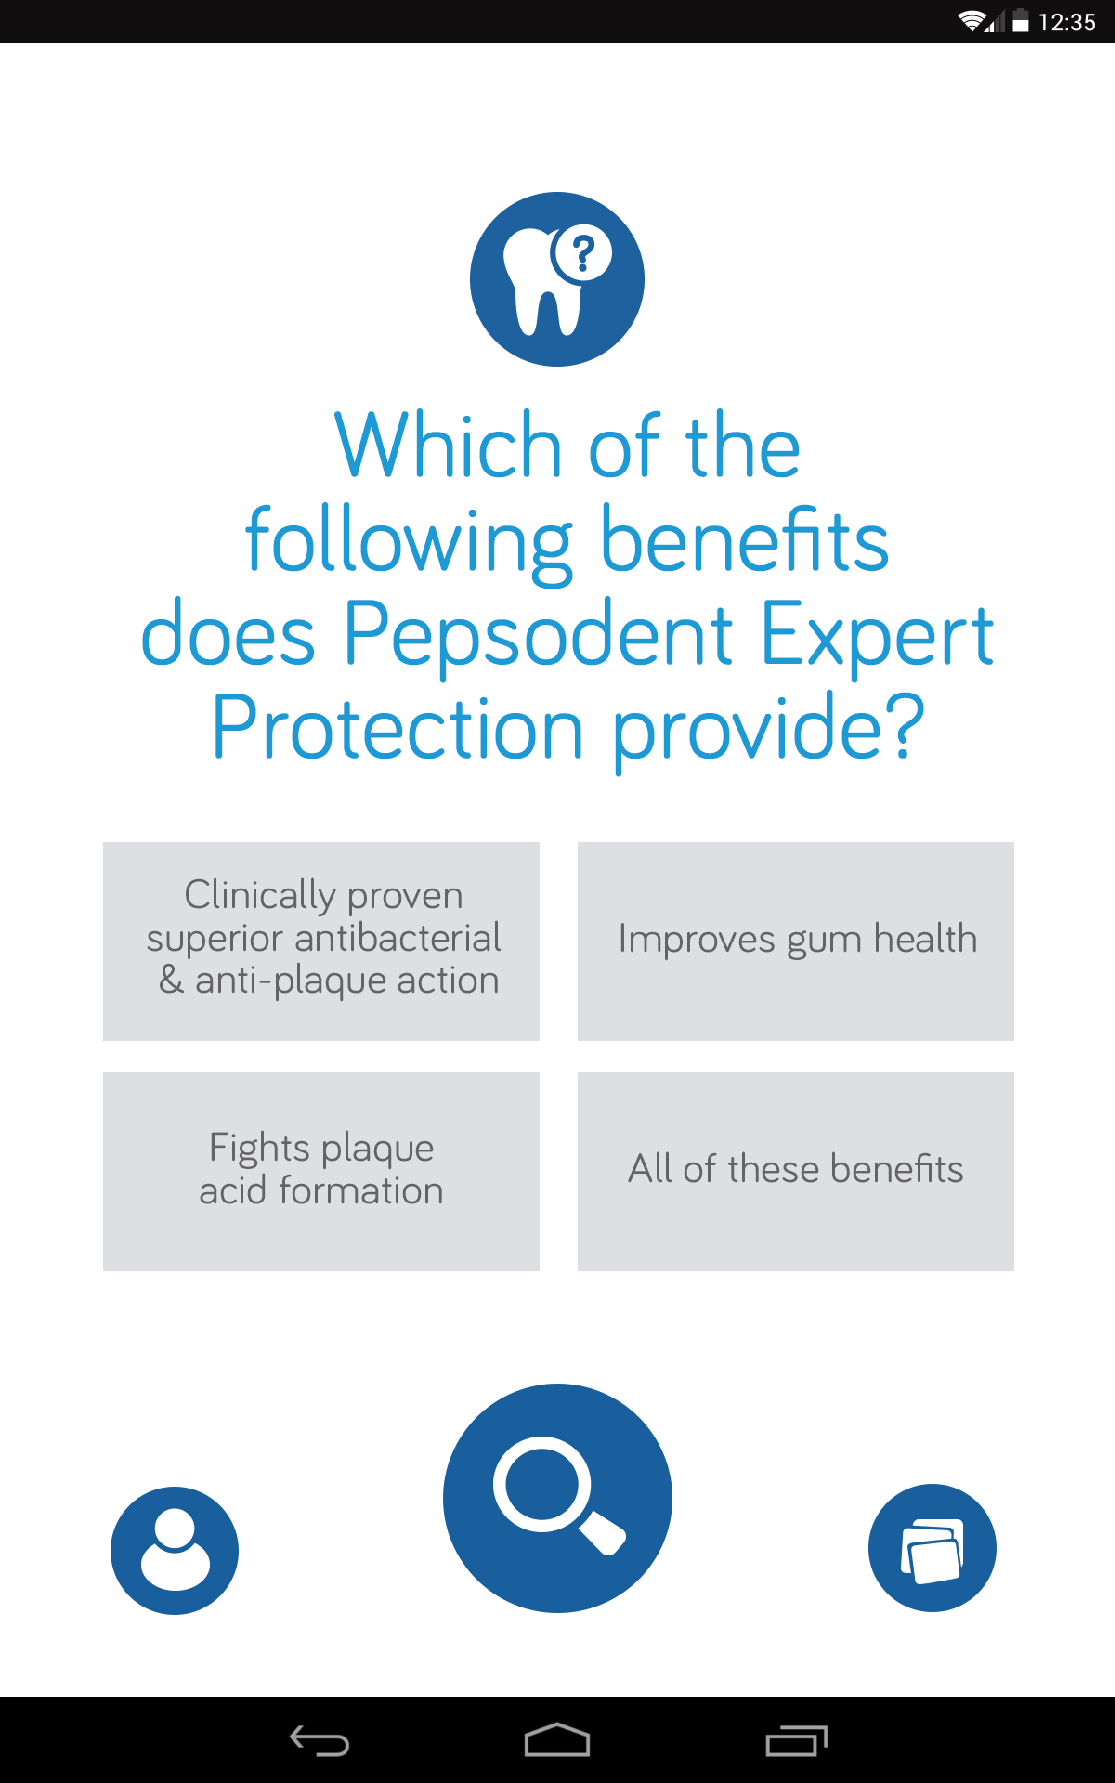 12:35
?
Which of the
following benefits
does Pepsodent Expert
Protection provide?
Clinically proven
superior antibacterial
& anti-plaque action
Improves gum health
Fights plaque
acid formation
All of these benefits